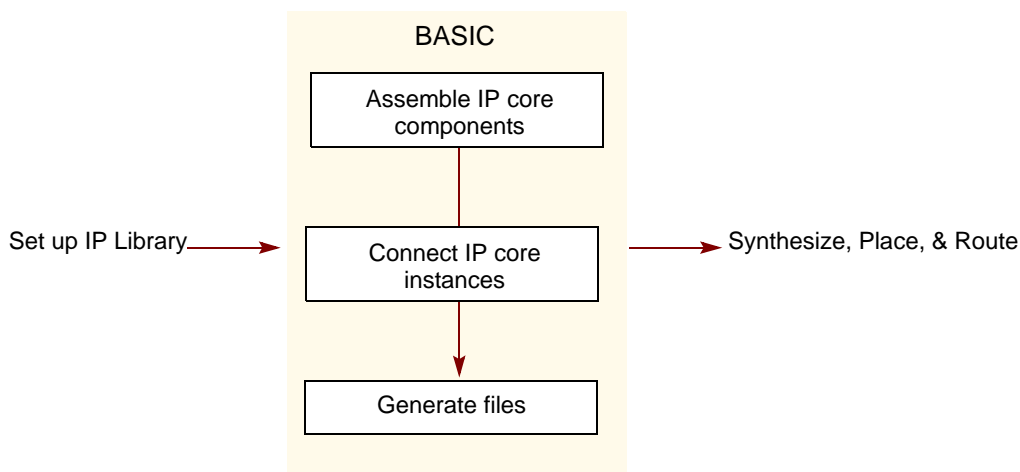 BASIC
Assemble IP core
components
Set up IP Library
Connect IP core
instances
Synthesize, Place, & Route
Generate files